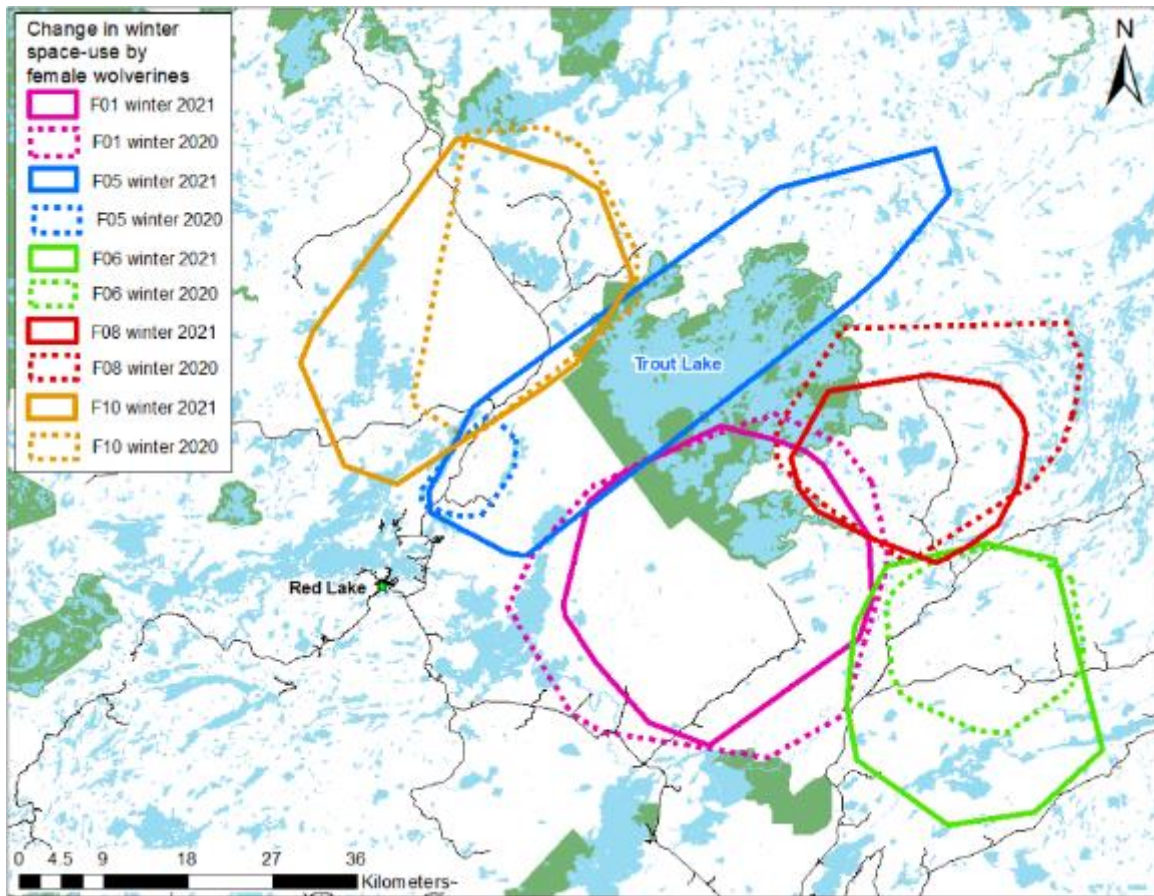 Change in winter
space-use by
female wolverines
F01 winter 2021
F01 winter 2020
F05 winter 2021
F05 winter 2020
F06 winter 2021
F06 winter 2020
F08 winter 2021
F08 winter 2020
F10 winter 2021
F10 winter 2020
N
Trout Lake
Red Lake
0 4.5 9 18 27 36
Kilometers